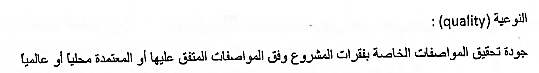 النوعية (quality) :
جودة تحقيق المواصفات الخاصة بفقرات المشروع وفق المواصفات المتفق عليها أو المعتمدة محلياً أو عالمياً